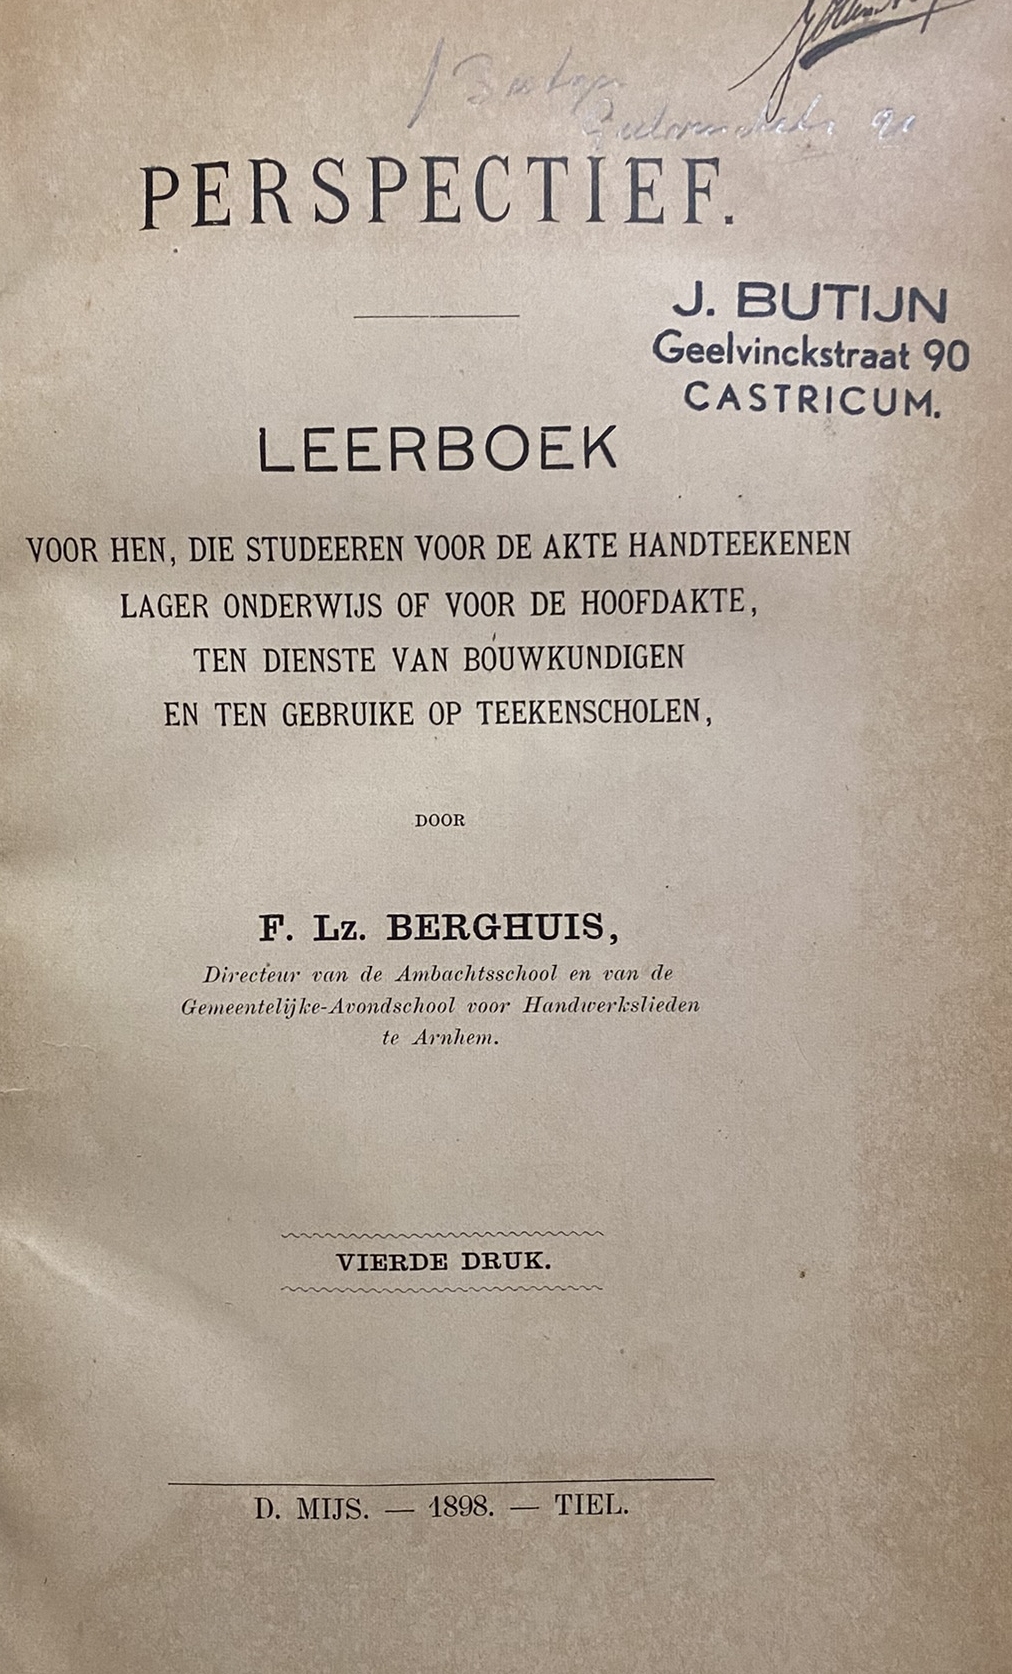 PERSPECTIEF.
J. BUTIJN
Geelvinckstraat 90
CASTRICUM.
LEERBOEK
VOOR HEN, DIE STUDEEREN VOOR DE AKTE HANDTEEKENEN
LAGER ONDERWIJS OF VOOR DE HOOFDAKTE,
TEN DIENSTE VAN BOUWKUNDIGEN
EN TEN GEBRUIKE OP TEEKENSCHOLEN,
DOOR
F. Lz. BERGHUIS,
Directeur van de Ambachtsschool en van de
Gemeentelijke-Avondschool voor Handwerkslieden
te Arnhem.
VIERDE DRUK.
D. MIJS. — 1898. — TIEL.